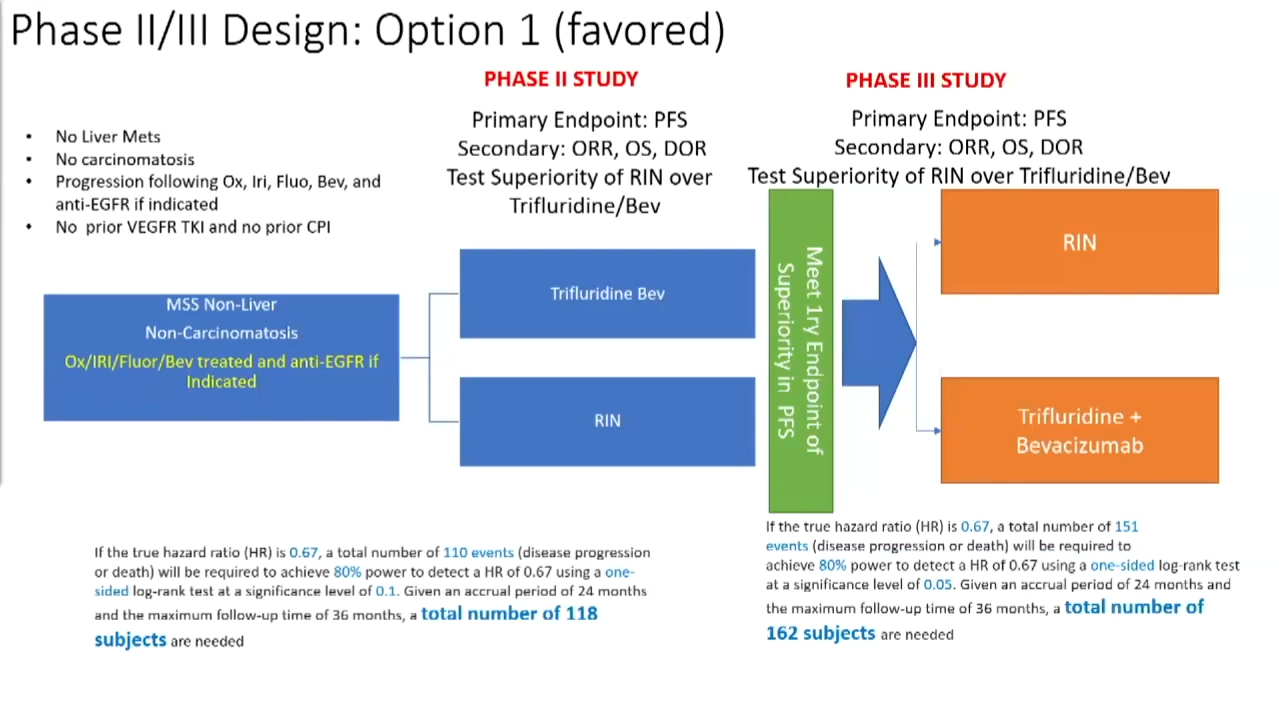 Phase II/III Design: Option 1 (favored)
PHASE II STUDY
Primary Endpoint: PFS
Secondary: ORR, OS, DOR
Test Superiority of RIN over
Trifluridine/Bev
PHASE III STUDY
Primary Endpoint: PFS
Secondary: ORR, OS, DOR
Test Superiority of RIN over Trifluridine/Bev
• No Liver Mets
• No carcinomatosis
• Progression following Ox, Iri, Fluo, Bev, and
anti-EGFR if indicated
• No prior VEGFR TKI and no prior CPI
MSS Non-Liver
Non-Carcinomatosis
Ox/IRI/Fluor/Bev treated and anti-EGFR if
Indicated
Trifluridine Bev
RIN
Meet 1ry Endpoint of
Superiority in PFS
RIN
Trifluridine +
Bevacizumab
If the true hazard ratio (HR) is 0.67, a total number of 110 events (disease progression
or death) will be required to achieve 80% power to detect a HR of 0.67 using a one-
sided log-rank test at a significance level of 0.1. Given an accrual period of 24 months
and the maximum follow-up time of 36 months, a total number of 118
subjects are needed
If the true hazard ratio (HR) is 0.67, a total number of 151
events (disease progression or death) will be required to
achieve 80% power to detect a HR of 0.67 using a one-sided log-rank test
at a significance level of 0.05. Given an accrual period of 24 months and
the maximum follow-up time of 36 months, a total number of
162 subjects are needed